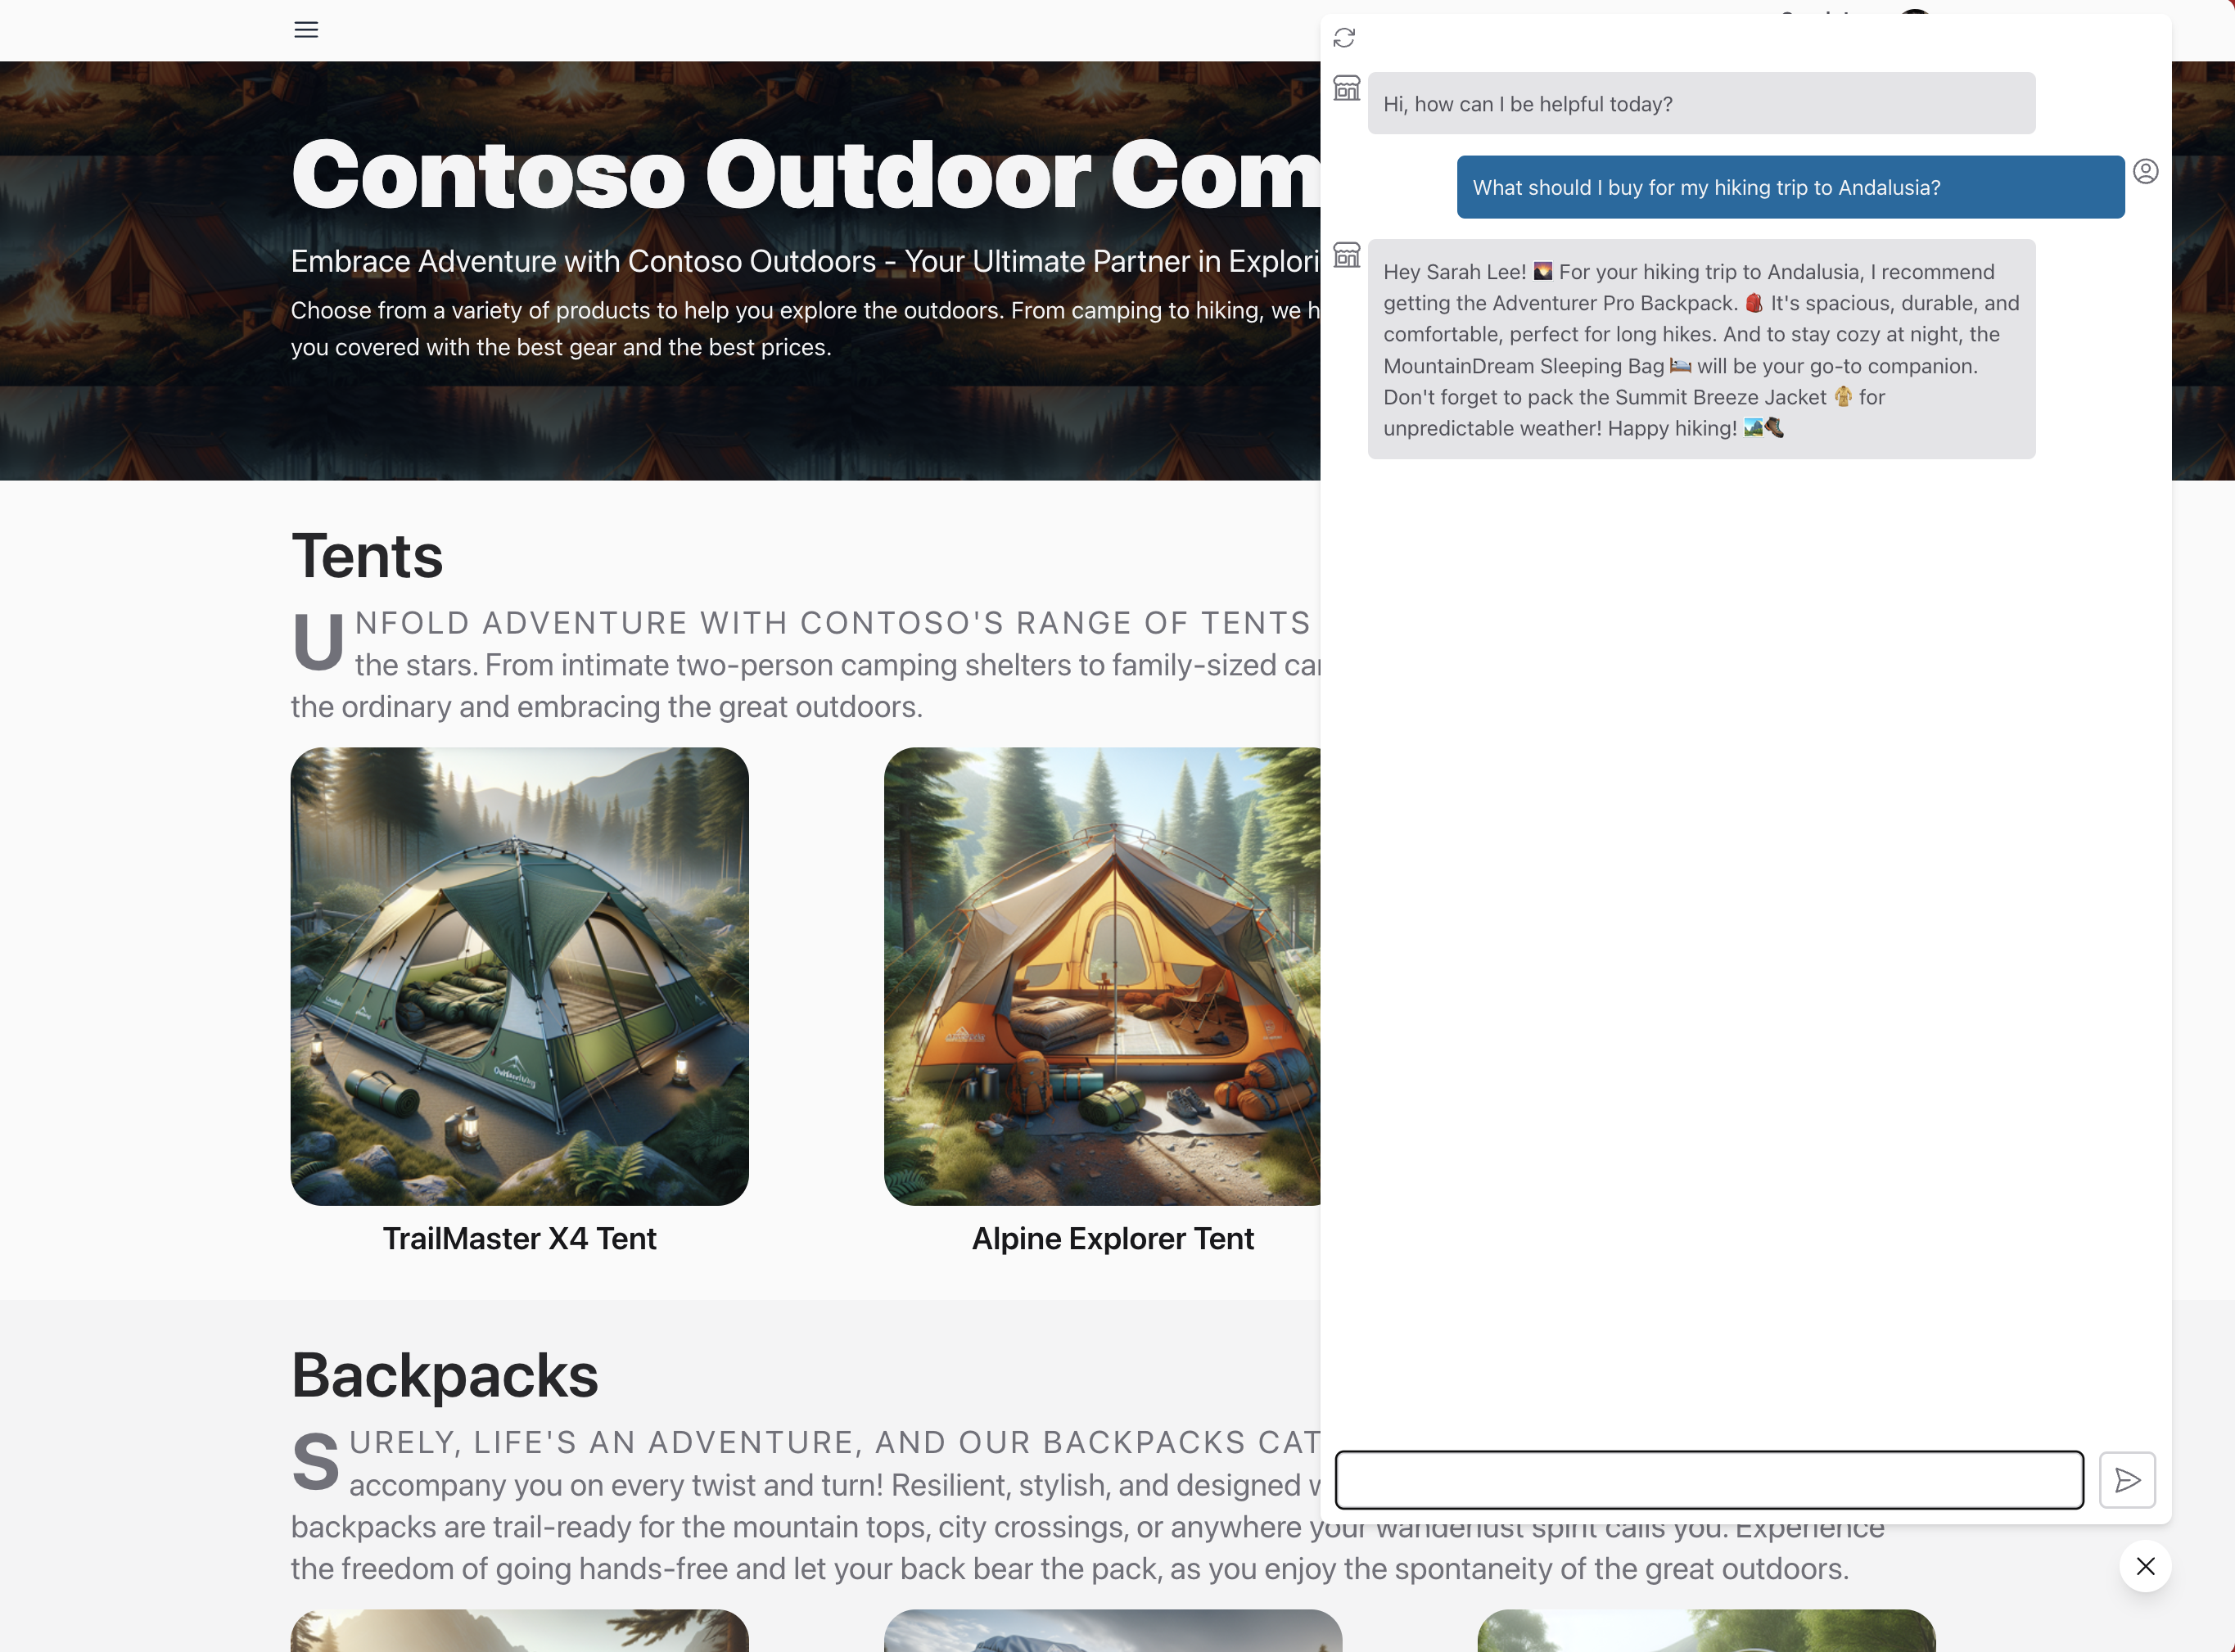 Contoso Outdoor Com
Embrace Adventure with Contoso Outdoors - Your Ultimate Partner in Explori
Choose from a variety of products to help you explore the outdoors. From camping to hiking, we h
you covered with the best gear and the best prices.
Hi, how can I be helpful today?
What should I buy for my hiking trip to Andalusia?
Hey Sarah Lee! 🌄 For your hiking trip to Andalusia, I recommend
getting the Adventurer Pro Backpack. 🎒 It's spacious, durable, and
comfortable, perfect for long hikes. And to stay cozy at night, the
MountainDream Sleeping Bag 🛌 will be your go-to companion.
Don't forget to pack the Summit Breeze Jacket 🧥 for
unpredictable weather! Happy hiking! 🏞️🥾
Tents
UNFOLD ADVENTURE WITH CONTOSO'S RANGE OF TENTS
the stars. From intimate two-person camping shelters to family-sized
the ordinary and embracing the great outdoors.
TrailMaster X4 Tent
Alpine Explorer Tent
Backpacks
SURELY, LIFE'S AN ADVENTURE, AND OUR BACKPACKS CAT
accompany you on every twist and turn! Resilient, stylish, and designed
backpacks are trail-ready for the mountain tops, city crossings, or anywhere your wanderlust spirit calls you. Experience
the freedom of going hands-free and let your back bear the pack, as you enjoy the spontaneity of the great outdoors.